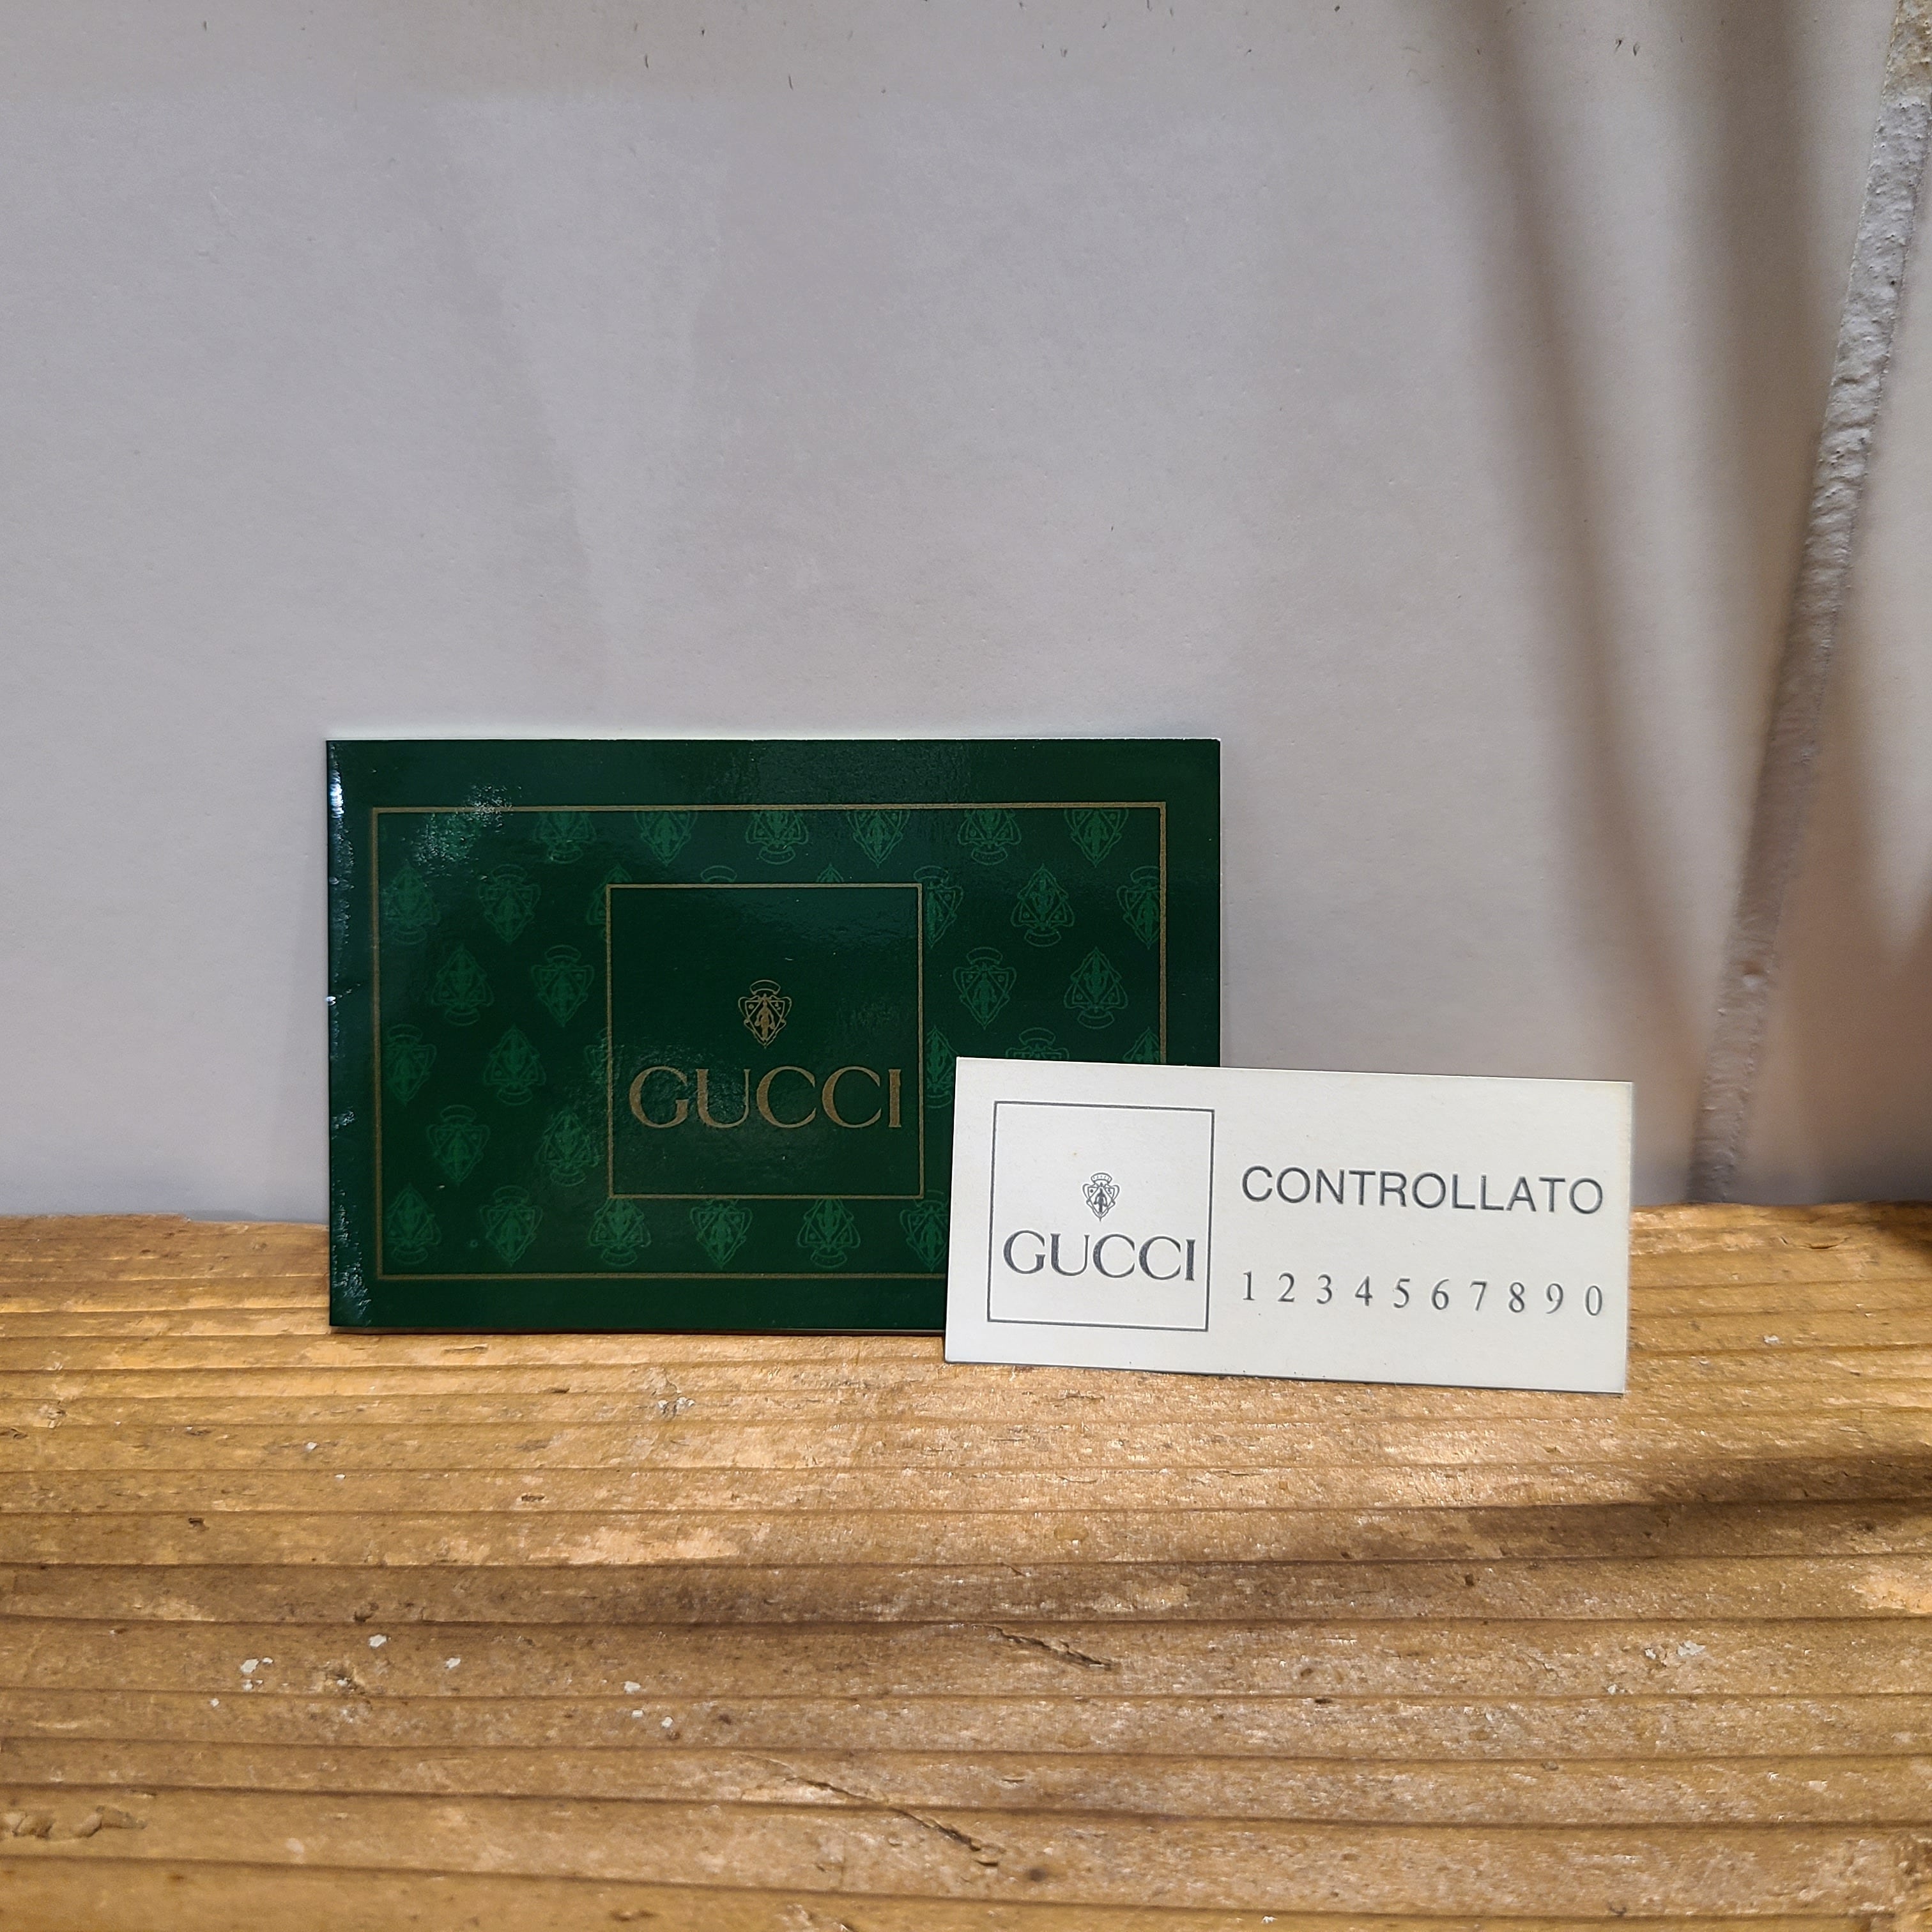 GUCCI
GUCCI
CONTROLLATO
1 2 3 4 5 6 7 8 9 0